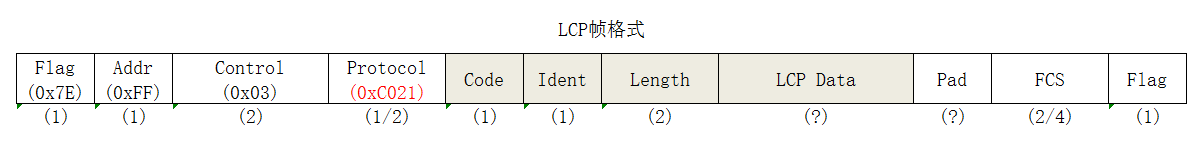 LCP帧格式
Flag Addr Control Protocol Code Ident Length LCP Data Pad FCS Flag
(0x7E) (0xFF) (0x03) (0xC021)
(1) (1) (2) (1/2) (1) (1) (2) (?) (?) (2/4) (1)